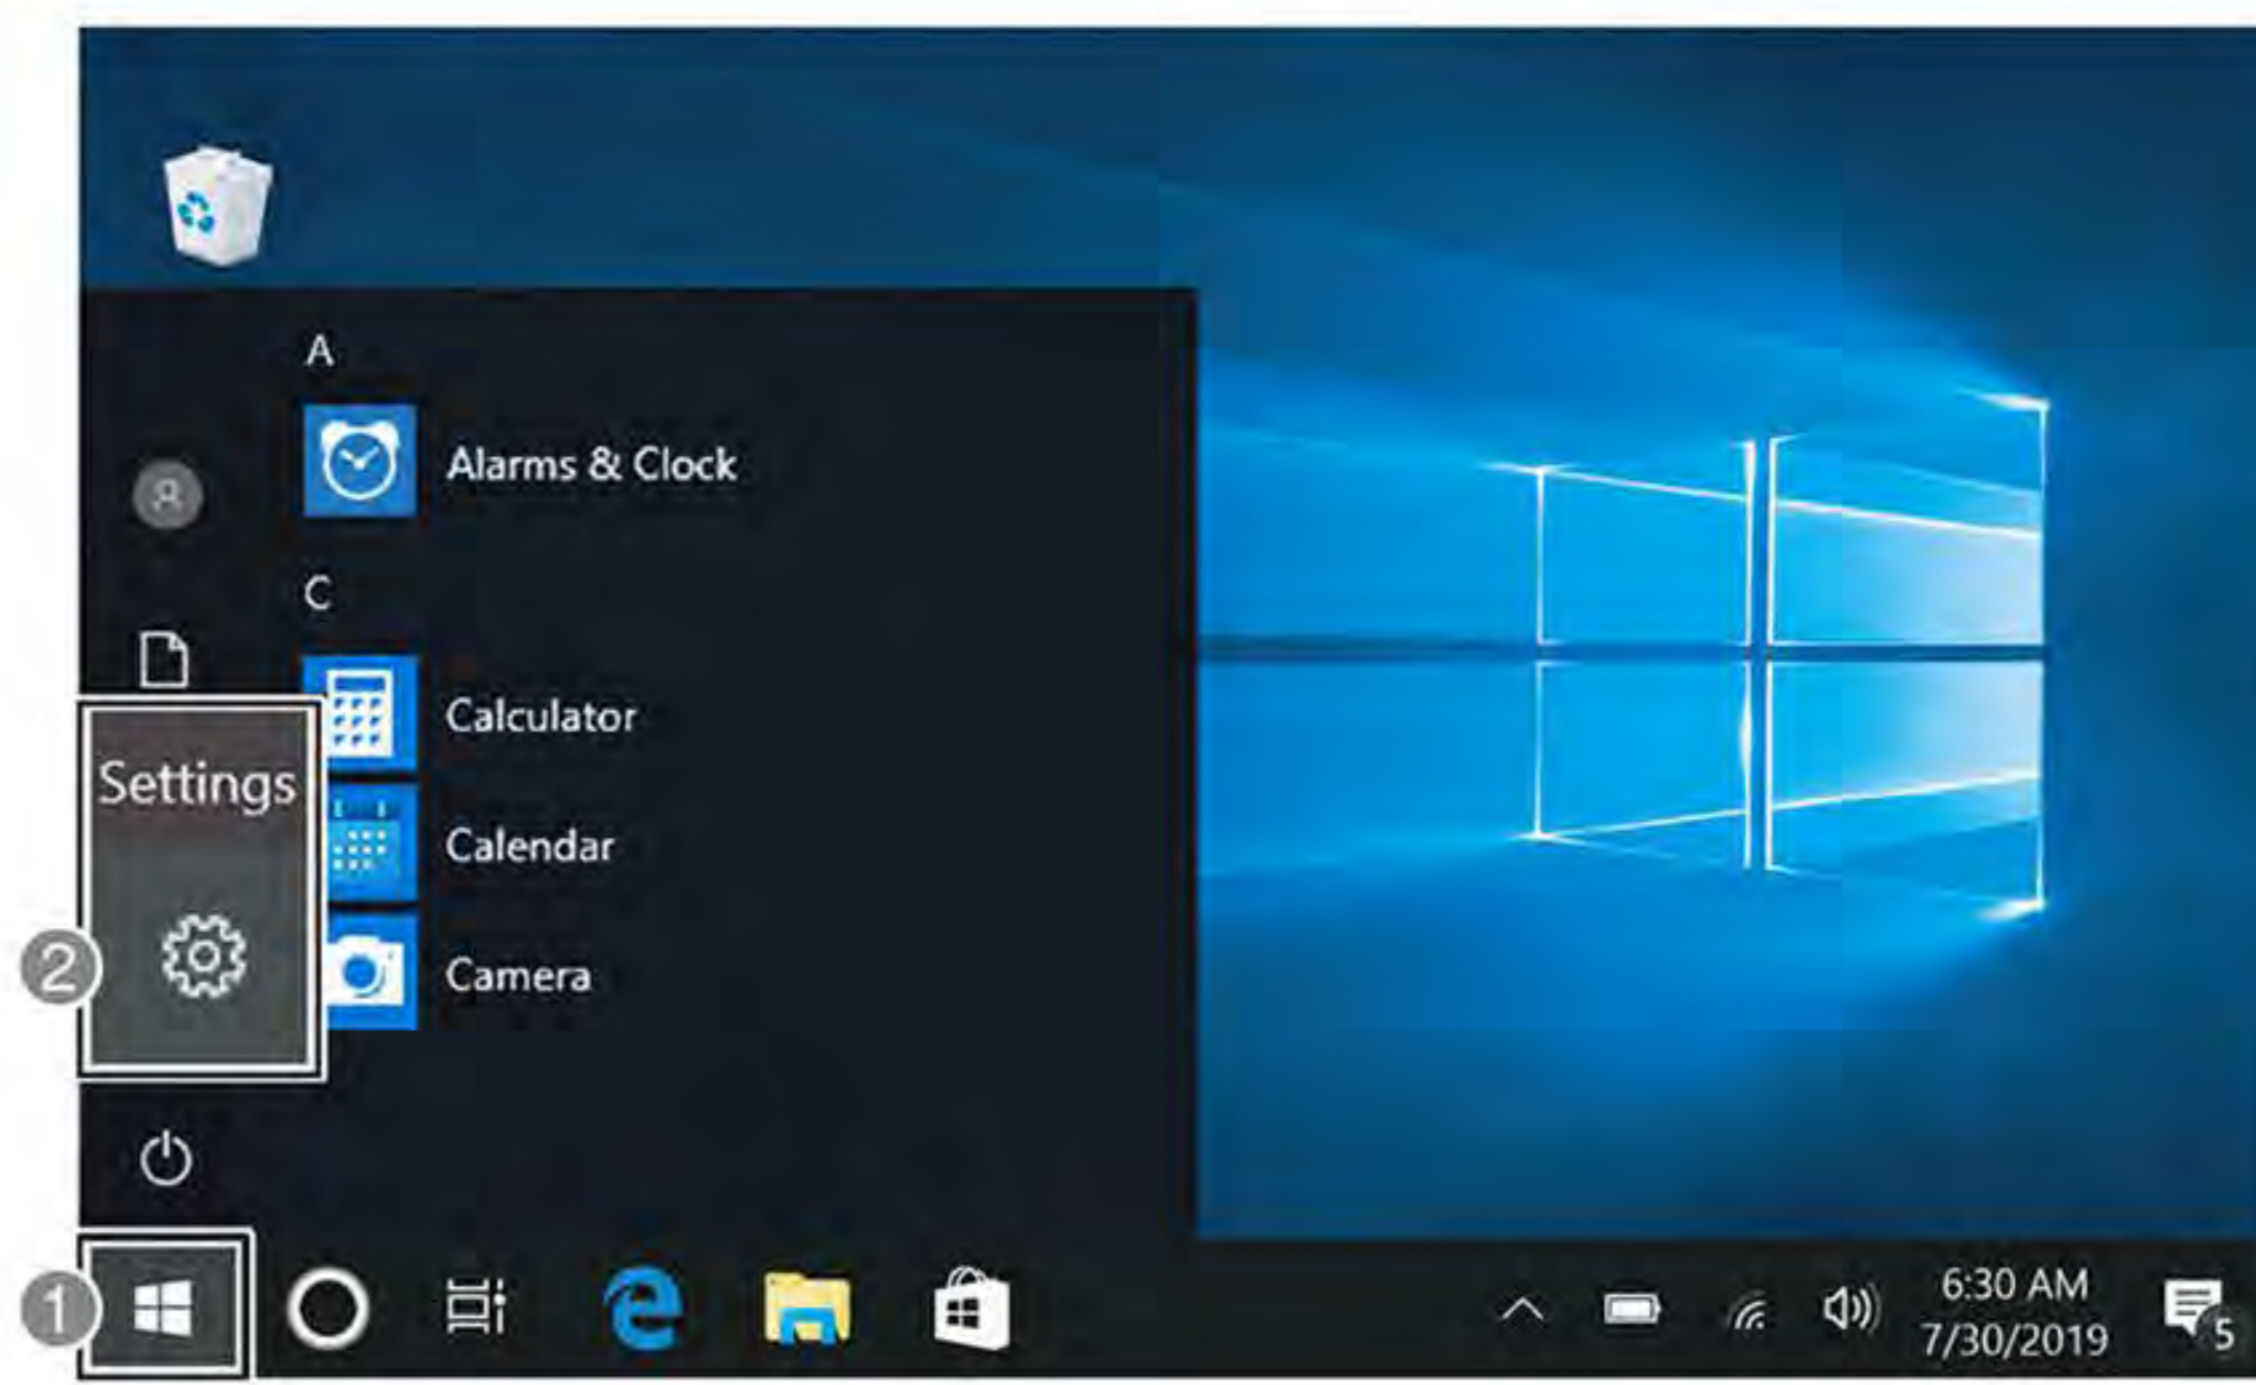 A
Alarms & Clock
C
Calculator
Settings
Calendar
2
Camera
1
6:30 AM
7/30/2019
5